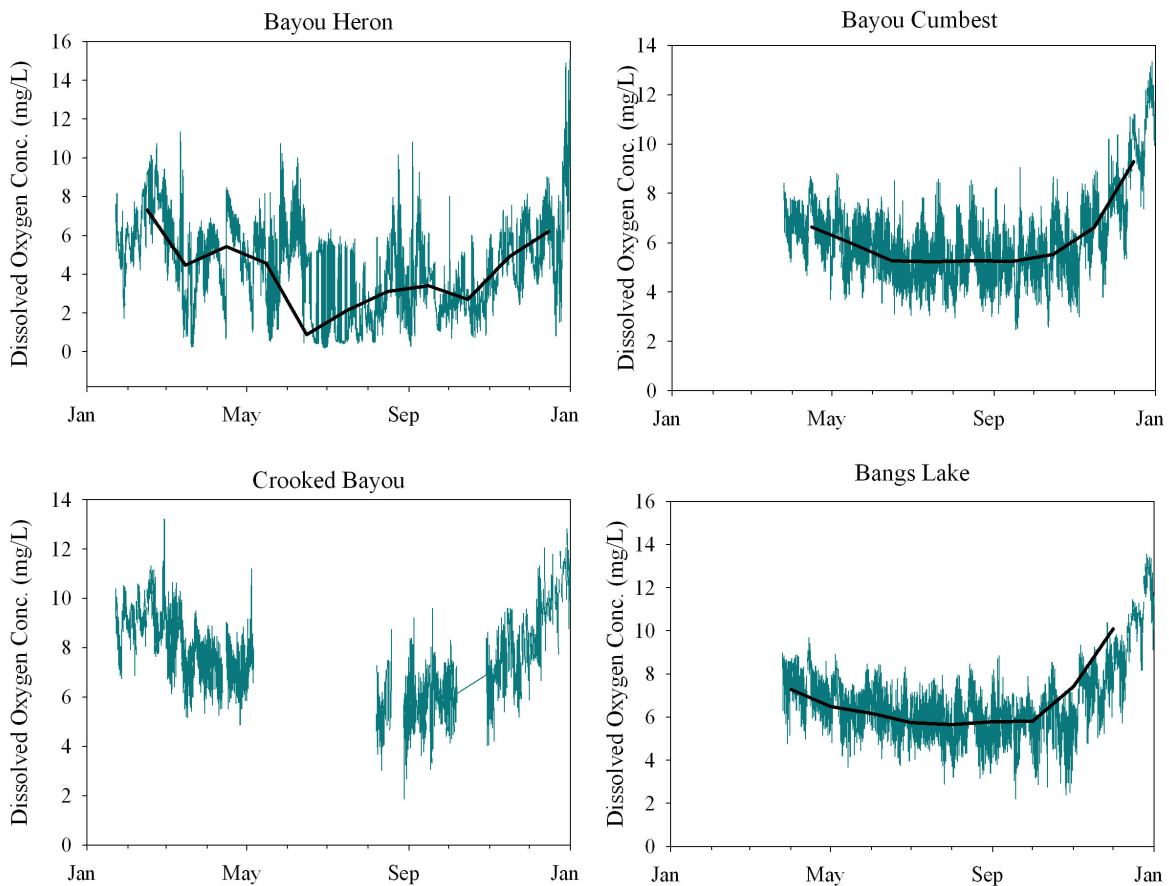 Bayou Heron
Dissolved Oxygen Conc. (mg/L)
16
14
12
10
8
6
4
2
0
Jan May Sep Jan
Bayou Cumbest
Dissolved Oxygen Conc. (mg/L)
14
12
10
8
6
4
2
0
Jan May Sep Jan
Crooked Bayou
Dissolved Oxygen Conc. (mg/L)
14
12
10
8
6
4
2
0
Jan May Sep Jan
Bangs Lake
Dissolved Oxygen Conc. (mg/L)
16
14
12
10
8
6
4
2
0
Jan May Sep Jan